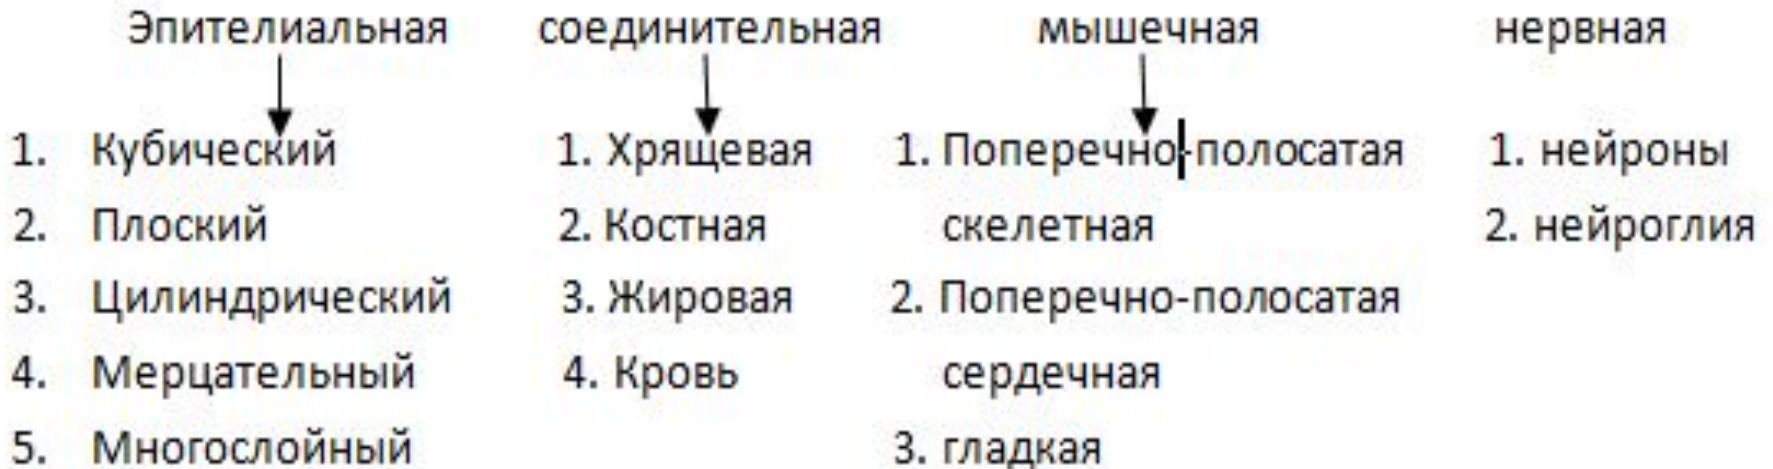 Эпителиальная соединительная мышечная нервная
1. Кубический 1. Хрящевая 1. Поперечно-полосатая 1. нейроны
2. Плоский 2. Костная скелетная 2. нейроглия
3. Цилиндрический 3. Жировая 2. Поперечно-полосатая
4. Мерцательный 4. Кровь сердечная
5. Многослойный 3. гладкая